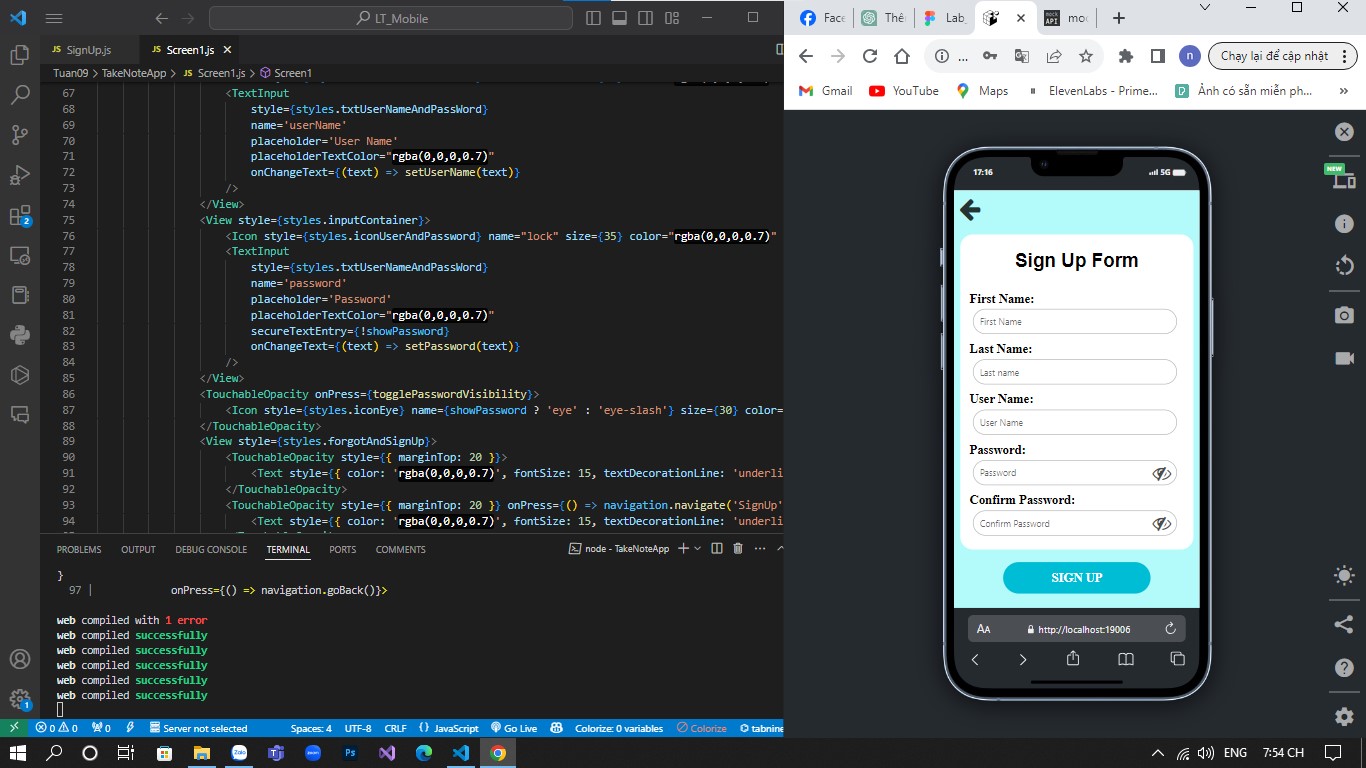 LT_Mobile
JS SignUp.js
JS Screen1.js
Tuan09 > TakeNoteApp > JS Screen1.js > Screen1
67 <TextInput
68 style={styles.txtUserNameAndPassWord}
69 name='userName'
70 placeholder='User Name'
71 placeholderTextColor="rgba(0,0,0,0.7)"
72 onChangeText={(text) => setUserName(text)}
73 />
74 </View>
75 <View style={styles.inputContainer}>
76 <Icon style={styles.iconUserAndPassword} name="lock" size={35} color="rgba(0,0,0,0.7)"
77 <TextInput
78 style={styles.txtUserNameAndPassWord}
79 name='password'
80 placeholder='Password'
81 placeholderTextColor="rgba(0,0,0,0.7)"
82 secureTextEntry={!showPassword}
83 onChangeText={(text) => setPassword(text)}
84 />
85 </View>
86 <TouchableOpacity onPress={togglePasswordVisibility}>
87 <Icon style={styles.iconEye} name={showPassword ? 'eye' : 'eye-slash'} size={30} color=
88 </TouchableOpacity>
89 <View style={styles.forgotAndSignUp}>
90 <TouchableOpacity style={{ marginTop: 20 }}>
91 <Text style={{ color: 'rgba(0,0,0,0.7)', fontSize: 15, textDecorationLine: 'underli
92 </TouchableOpacity>
93 <TouchableOpacity style={{ marginTop: 20 }} onPress={() => navigation.navigate('SignUp'
94 <Text style={{ color: 'rgba(0,0,0,0.7)', fontSize: 15, textDecorationLine: 'underli
PROBLEMS OUTPUT DEBUG CONSOLE TERMINAL PORTS COMMENTS
node - TakeNoteApp
}
97 | onPress={() => navigation.goBack()}>
web compiled with 1 error
web compiled successfully
web compiled successfully
web compiled successfully
web compiled successfully
web compiled successfully
2
1
0 0 0 Server not selected Spaces: 4 UTF-8 CRLF {} JavaScript Go Live Colorize: 0 variables Colorize tabnine
Face Thê Lab_ moc
... n Chạy lại để cập nhật
Gmail YouTube Maps ElevenLabs - Prime... Ảnh có sẵn miễn ph... »
NEW
17:16 5G
Sign Up Form
First Name:
First Name
Last Name:
Last name
User Name:
User Name
Password:
Password
Confirm Password:
Confirm Password
SIGN UP
AA http://localhost:19006
zoom Ps
ENG 7:54 CH